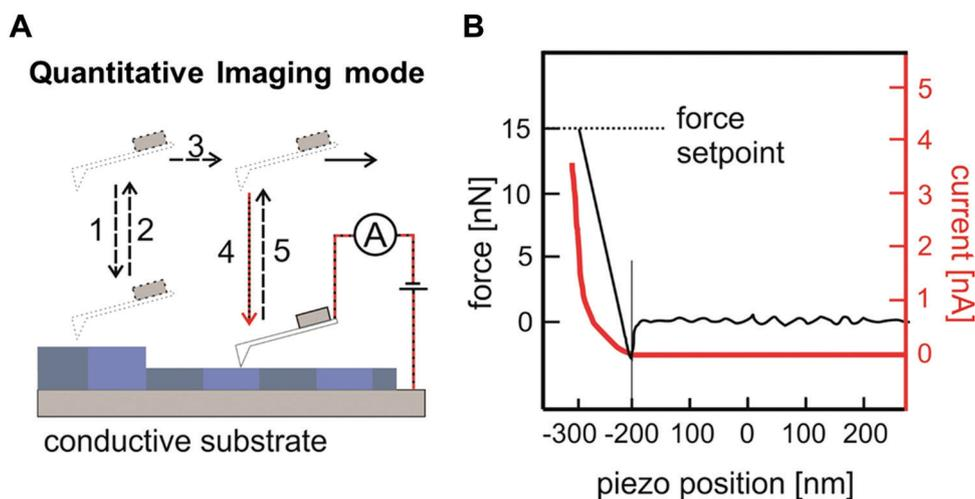 A
Quantitative Imaging mode
3
1
2
4
5
A
conductive substrate
B
force
setpoint
15
10
5
0
force [nN]
5
4
3
2
1
0
current [nA]
-300 -200 100 0 100 200
piezo position [nm]